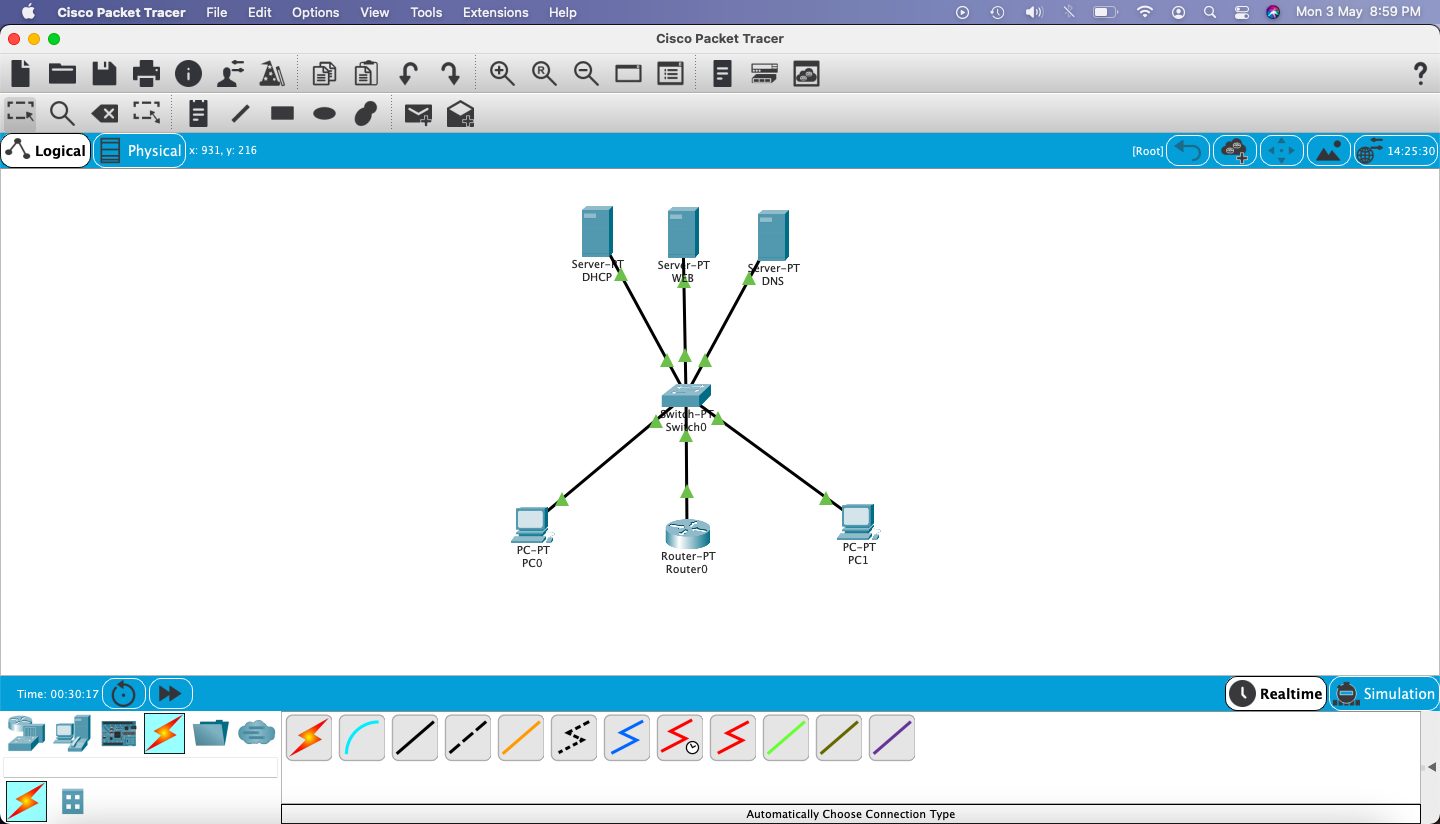 Cisco Packet Tracer File Edit Options View Tools Extensions Help Mon 3 May 8:59 PM
Cisco Packet Tracer
R
?
Logical Physical x: 931, y: 216 [Root] 14:25:30
Server-PT
DHCP
Server-PT
WEB
Server-PT
DNS
Switch-PT
Switch0
PC-PT
PC0
Router-PT
Router0
PC-PT
PC1
Time: 00:30:17 Realtime Simulation
Automatically Choose Connection Type